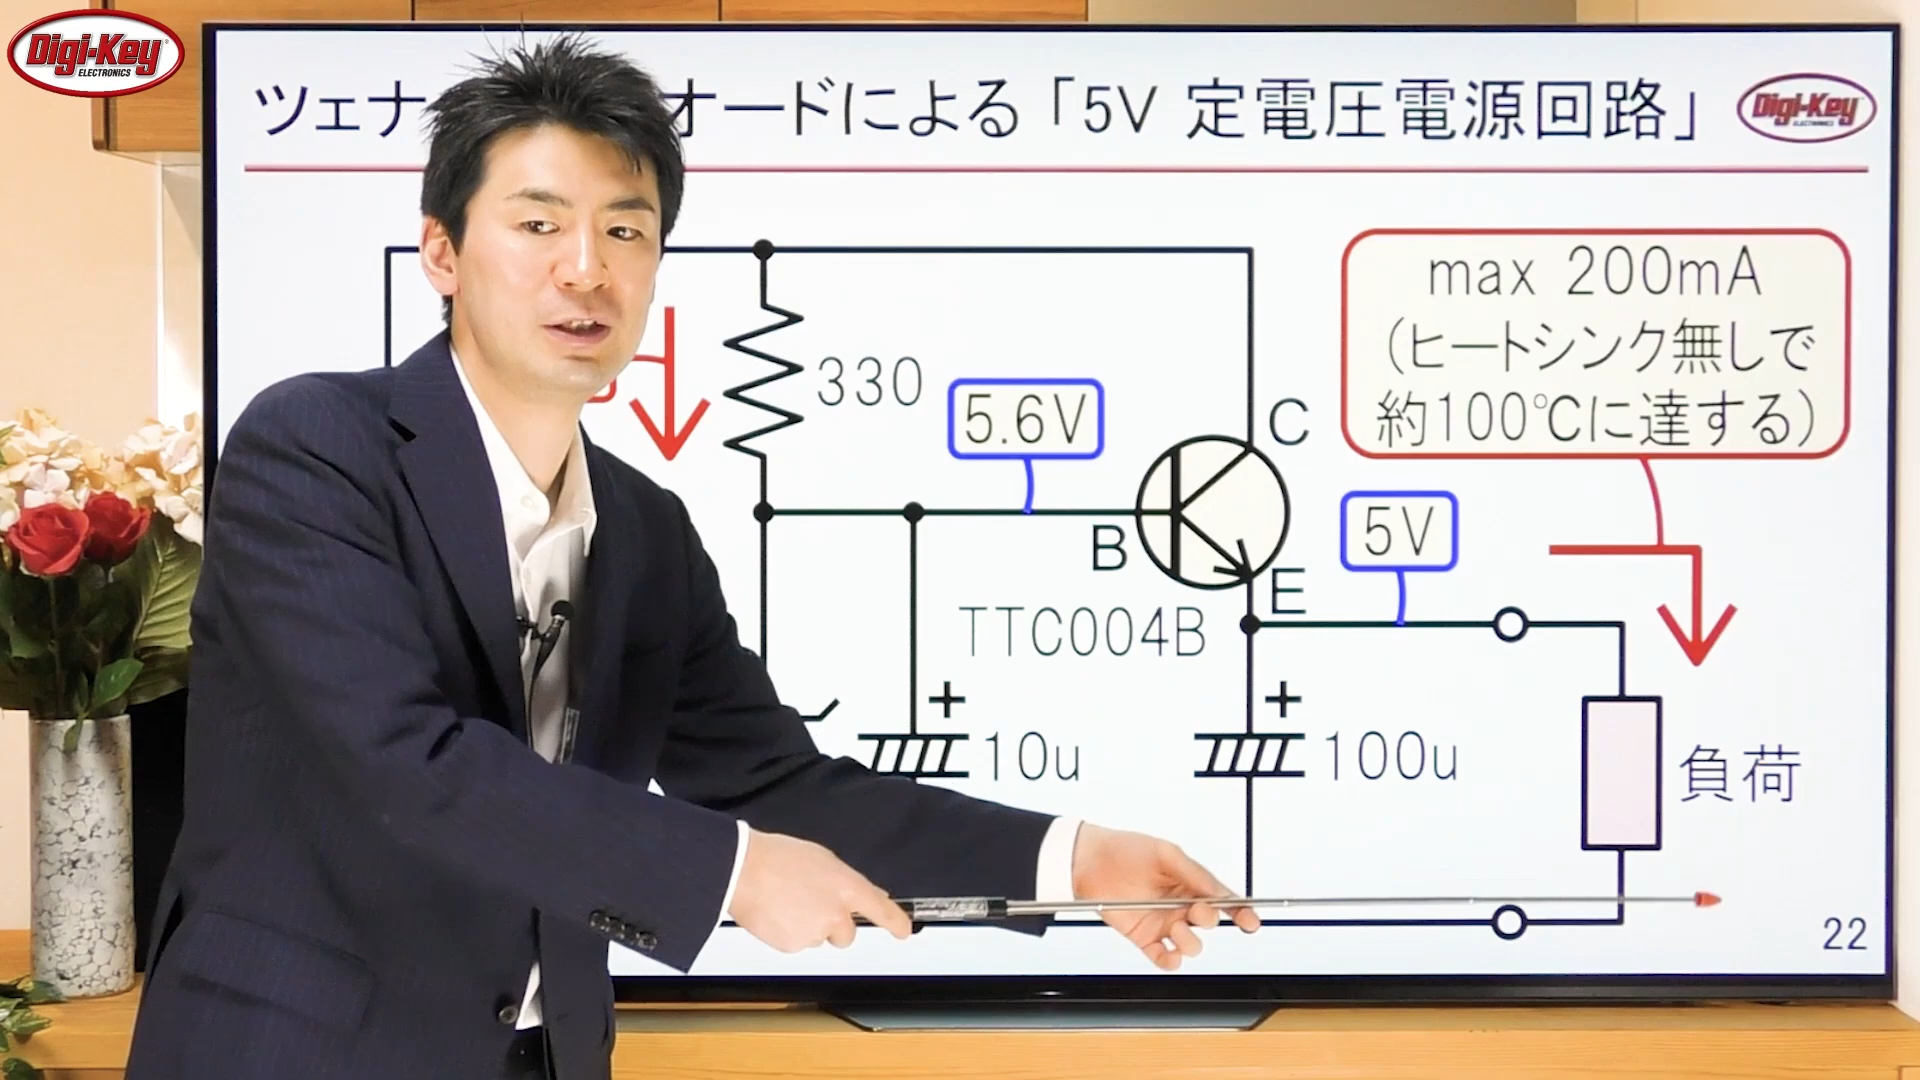 Digi-Key
ELECTRONICS
ツェナ オードによる「5V 定電圧電源回路」
Digi-Key
ELECTRONICS
max 200mA
(ヒートシンク無しで
約100℃に達する)
330
5.6V
C
B
5V
E
TTC004B
+
10u
+
100u
負荷
22